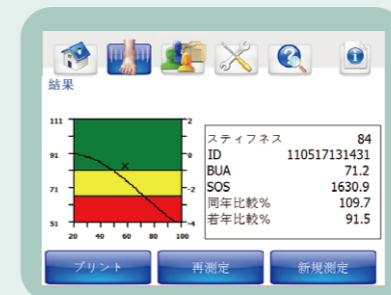 結果
111
91
71
51
2
0
-2
-4
20 40 60 80 100
スティフネス 84
ID 110517131431
BUA 71.2
SOS 1630.9
同年比較% 109.7
若年比較% 91.5
プリント
再測定
新規測定